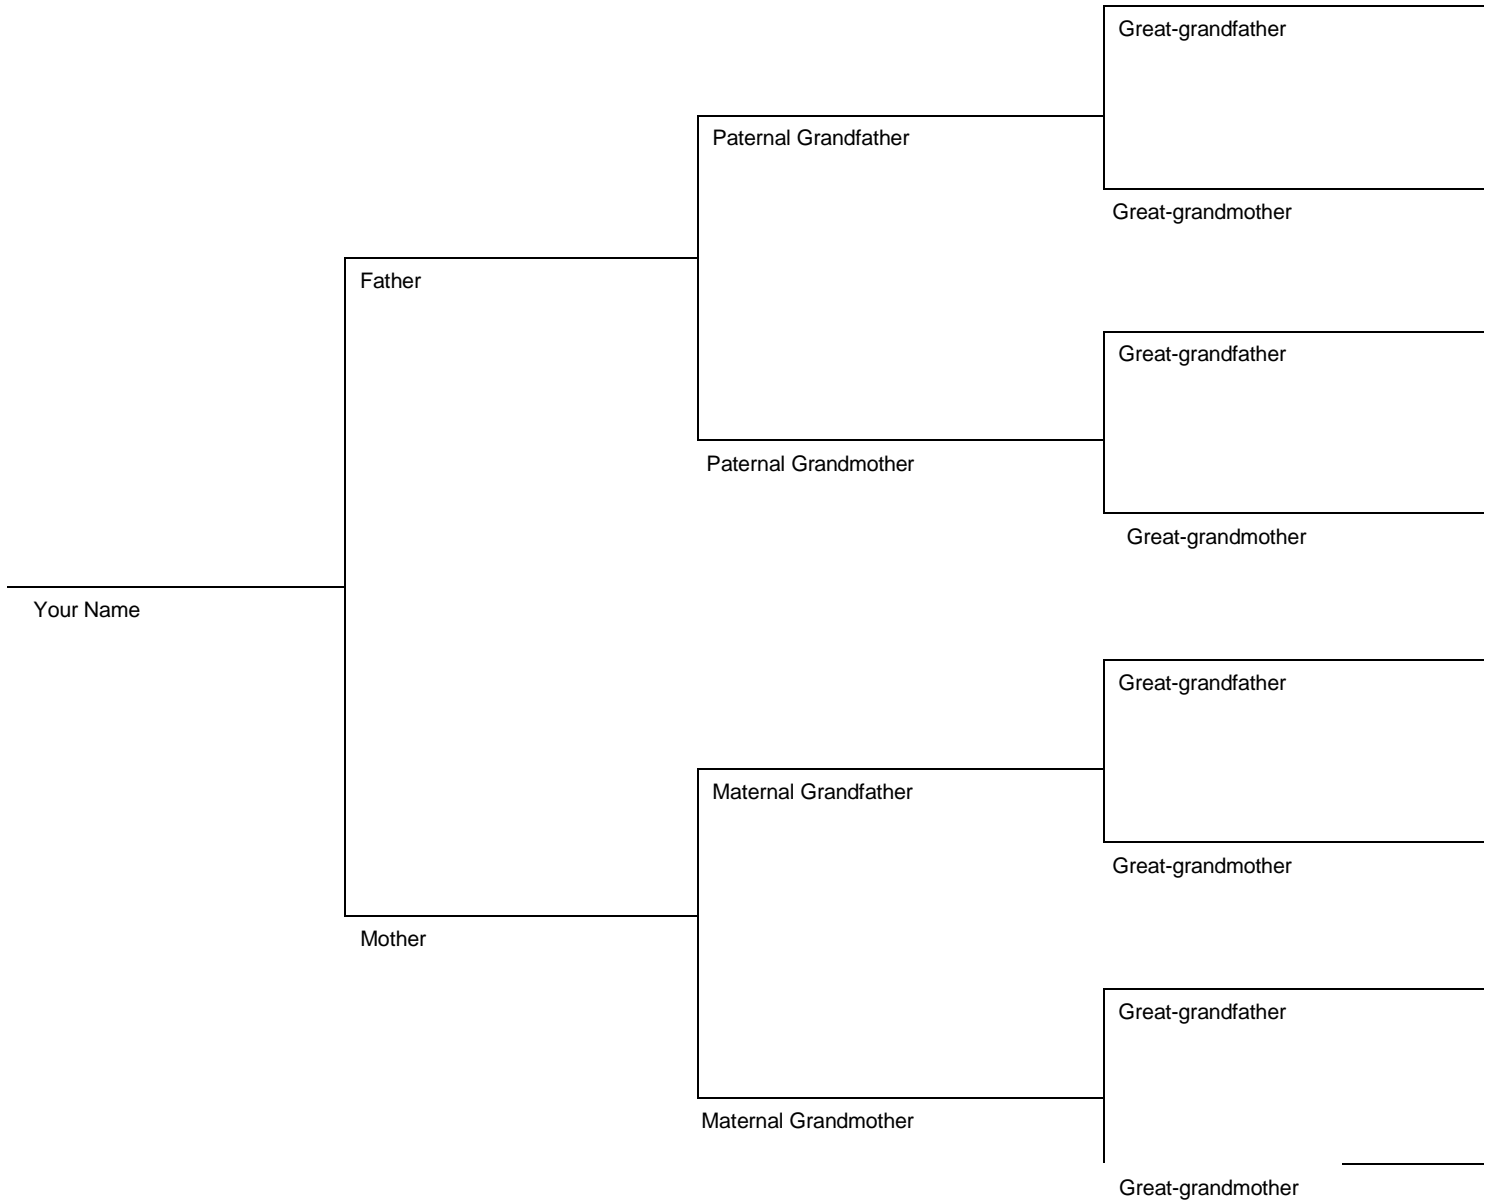 Great-grandfather
Paternal Grandfather
Great-grandmother
Father
Great-grandfather
Paternal Grandmother
Great-grandmother
Your Name
Great-grandfather
Maternal Grandfather
Great-grandmother
Mother
Great-grandfather
Maternal Grandmother
Great-grandmother